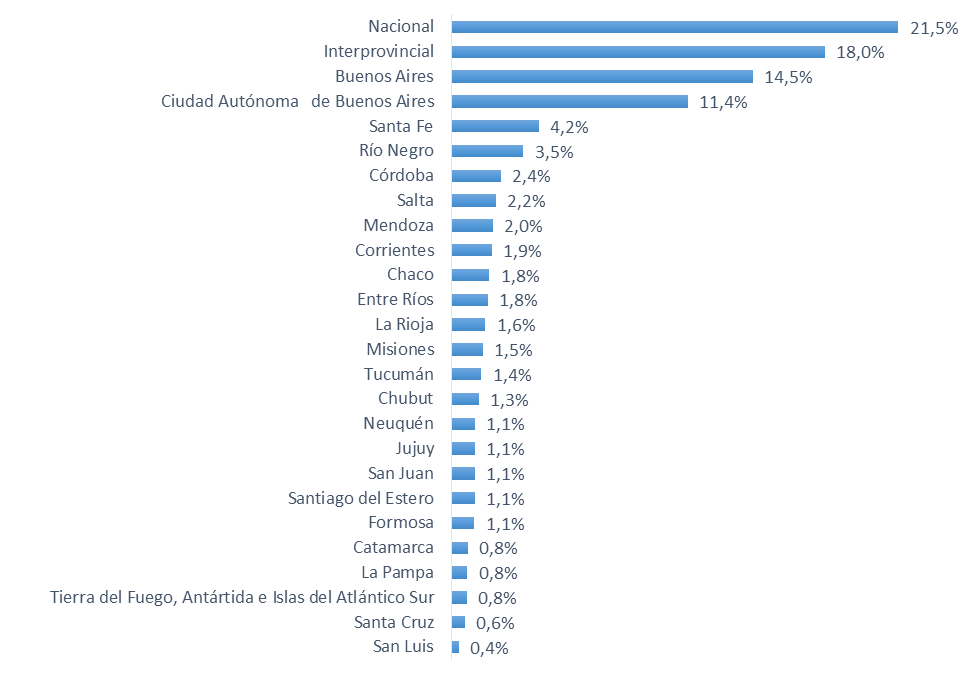 Nacional 21,5%
Interprovincial 18,0%
Buenos Aires 14,5%
Ciudad Autónoma de Buenos Aires 11,4%
Santa Fe 4,2%
Río Negro 3,5%
Córdoba 2,4%
Salta 2,2%
Mendoza 2,0%
Corrientes 1,9%
Chaco 1,8%
Entre Ríos 1,8%
La Rioja 1,6%
Misiones 1,5%
Tucumán 1,4%
Chubut 1,3%
Neuquén 1,1%
Jujuy 1,1%
San Juan 1,1%
Santiago del Estero 1,1%
Formosa 1,1%
Catamarca 0,8%
La Pampa 0,8%
Tierra del Fuego, Antártida e Islas del Atlántico Sur 0,8%
Santa Cruz 0,6%
San Luis 0,4%